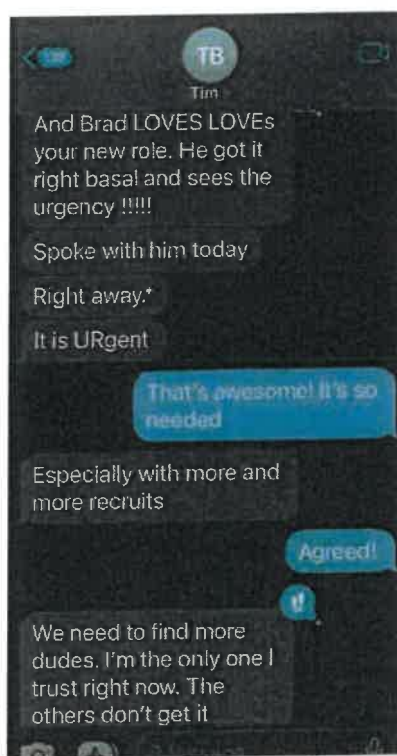 TB
Tim
And Brad LOVES LOVEs
your new role. He got it
right basal and sees the
urgency !!!!!
Spoke with him today
Right away.*
It is URgent
That's awesome! It's so
needed
Especially with more and
more recruits
Agreed!
!!
We need to find more
dudes. I'm the only one I
trust right now. The
others don't get it